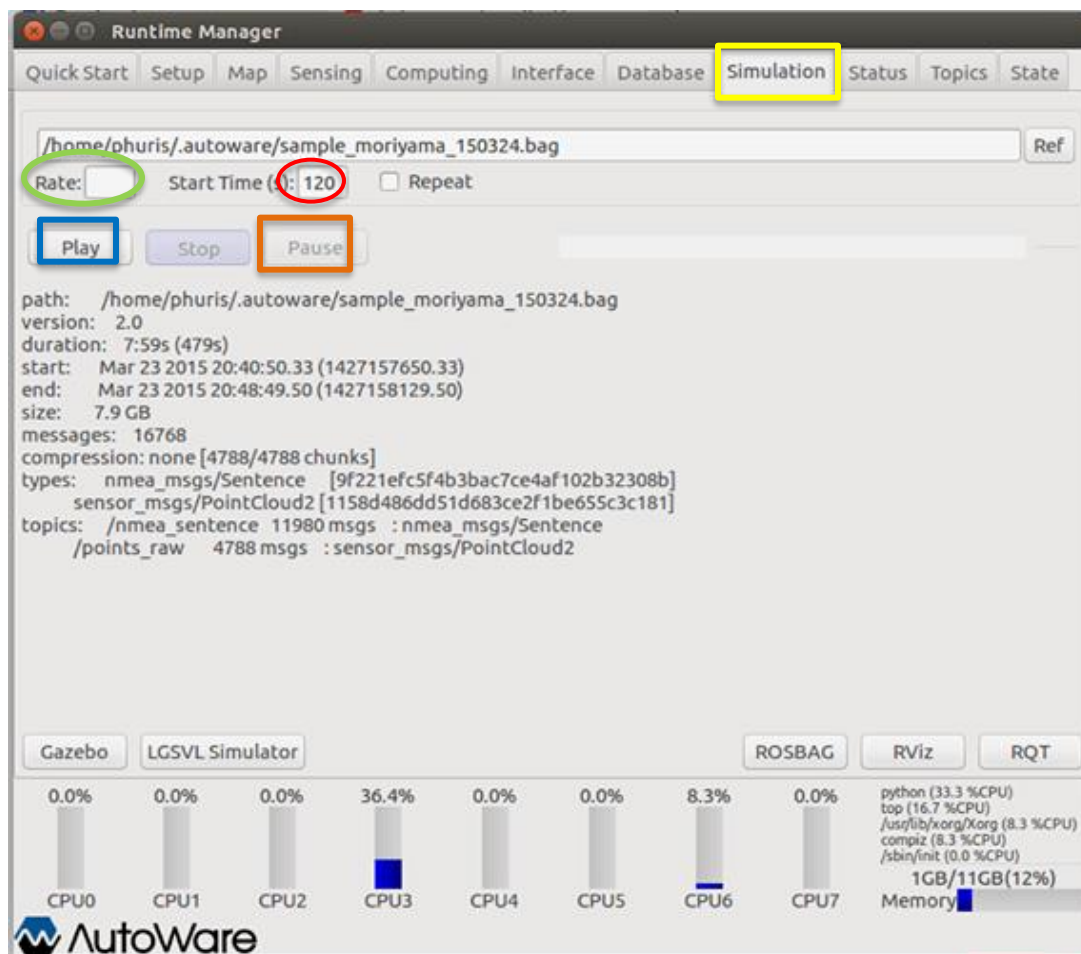 Runtime Manager
Quick Start Setup Map Sensing Computing Interface Database Simulation Status Topics State
/home/phuris/.autoware/sample_moriyama_150324.bag Ref
Rate: Start Time (s): 120 Repeat
Play Stop Pause
path: /home/phuris/.autoware/sample_moriyama_150324.bag
version: 2.0
duration: 7:59s (479s)
start: Mar 23 2015 20:40:50.33 (1427157650.33)
end: Mar 23 2015 20:48:49.50 (1427158129.50)
size: 7.9 GB
messages: 16768
compression: none [4788/4788 chunks]
types: nmea_msgs/Sentence [9f221efc5f4b3bac7ce4af102b32308b]
sensor_msgs/PointCloud2 [1158d486dd51d683ce2f1be655c3c181]
topics: /nmea_sentence 11980 msgs : nmea_msgs/Sentence
/points_raw 4788 msgs : sensor_msgs/PointCloud2
Gazebo LGSVL Simulator ROSBAG RViz RQT
0.0% 0.0% 0.0% 36.4% 0.0% 0.0% 8.3% 0.0%
python (33.3 %CPU)
top (16.7 %CPU)
/usr/lib/xorg/Xorg (8.3 %CPU)
compiz (8.3 %CPU)
/sbin/init (0.0 %CPU)
1GB/11GB(12%)
CPU0 CPU1 CPU2 CPU3 CPU4 CPU5 CPU6 CPU7 Memory
AutoWare